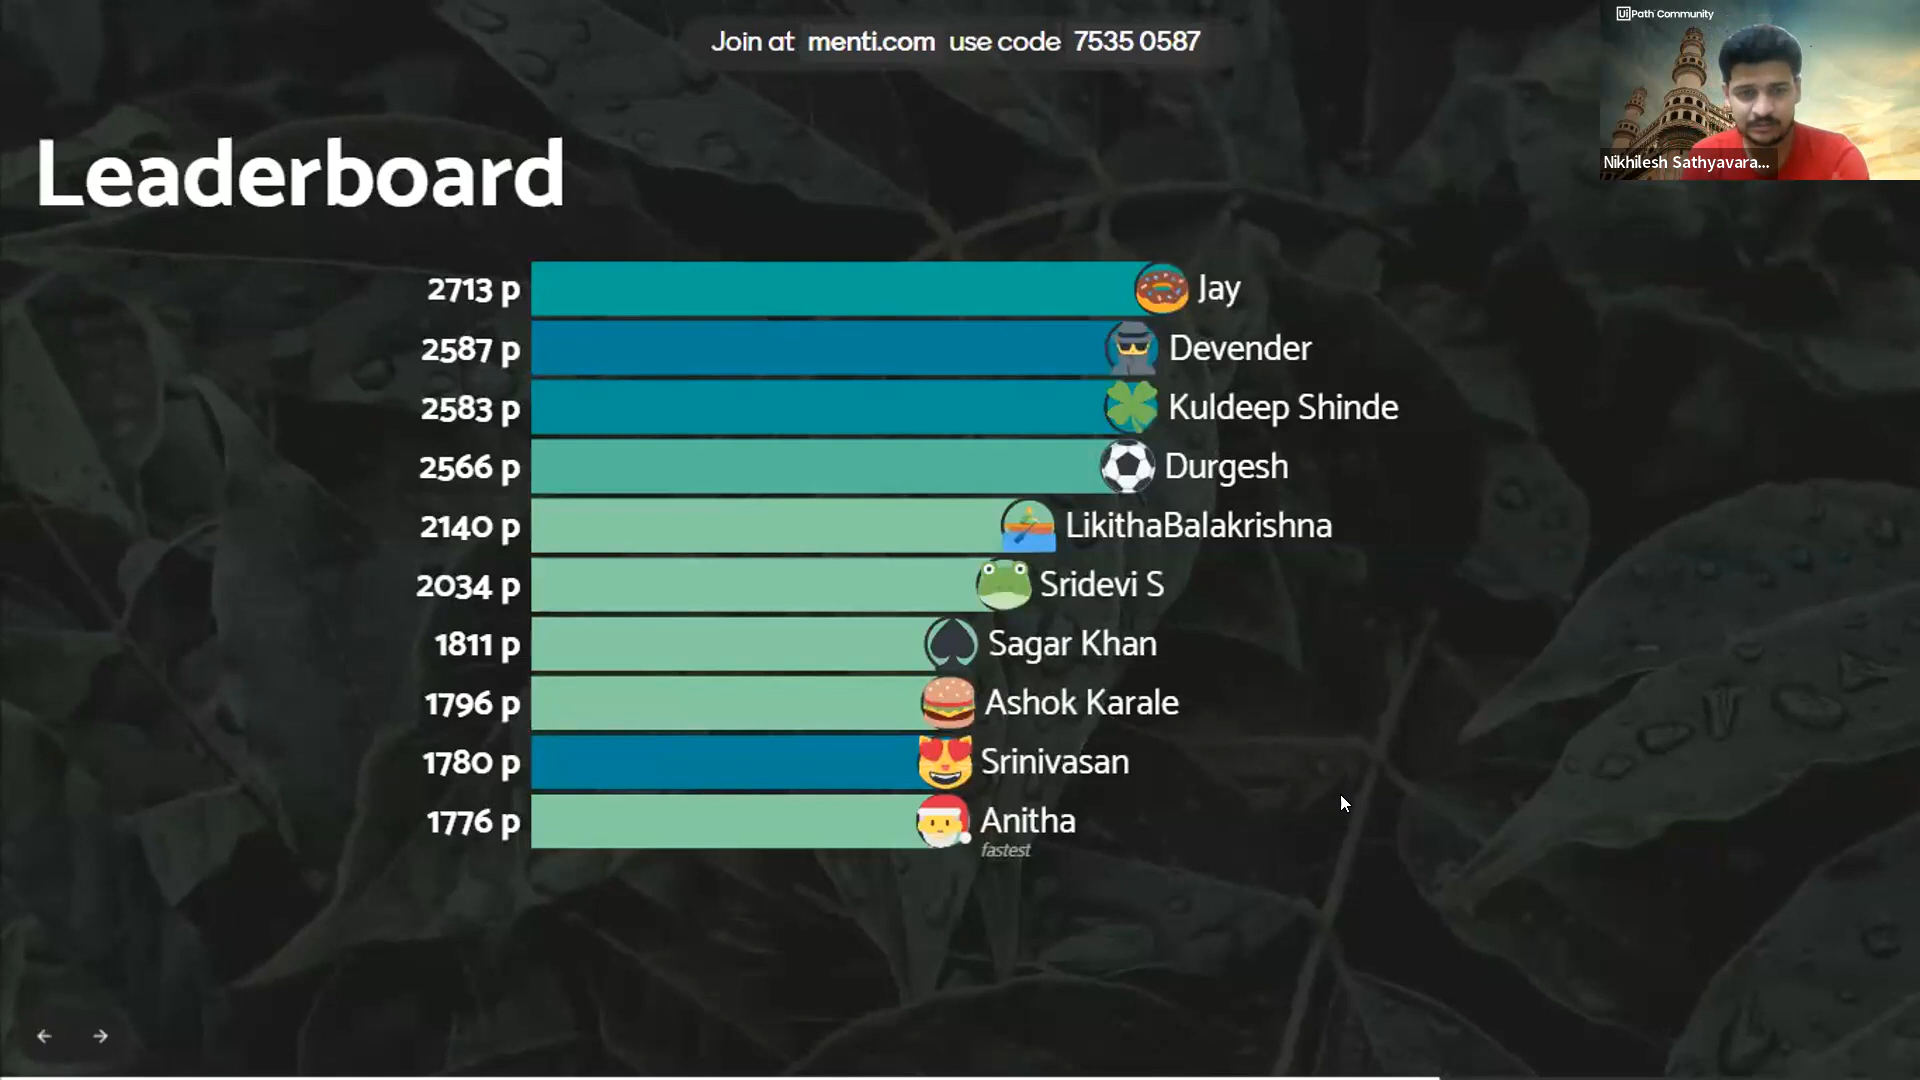 Join at menti.com use code 7535 0587
UiPath Community
Nikhilesh Sathyavara...
Leaderboard
2713 p Jay
2587 p Devender
2583 p Kuldeep Shinde
2566 p Durgesh
2140 p LikithaBalakrishna
2034 p Sridevi S
1811 p Sagar Khan
1796 p Ashok Karale
1780 p Srinivasan
1776 p Anitha
fastest